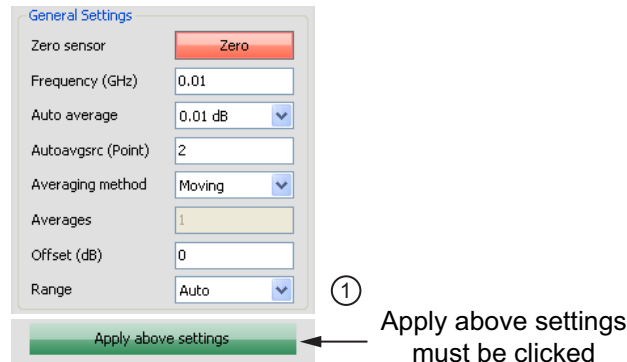 General Settings
Zero sensor Zero
Frequency (GHz) 0.01
Auto average 0.01 dB
Autoavgsrc (Point) 2
Averaging method Moving
Averages 1
Offset (dB) 0
Range Auto
1
Apply above settings
Apply above settings
must be clicked